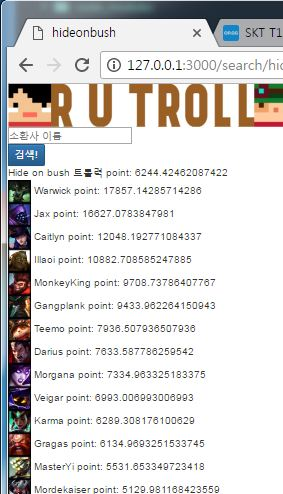 hideonbush
OP.GG SKT T1
127.0.0.1:3000/search/hid
R U TROLL
소환사 이름
검색!
Hide on bush 트롤력 point: 6244.42462087422
Warwick point: 17857.14285714286
Jax point: 16627.0783847981
Caitlyn point: 12048.192771084337
Illaoi point: 10882.708585247885
MonkeyKing point: 9708.73786407767
Gangplank point: 9433.962264150943
Teemo point: 7936.507936507936
Darius point: 7633.587786259542
Morgana point: 7334.963325183375
Veigar point: 6993.006993006993
Karma point: 6289.308176100629
Gragas point: 6134.9693251533745
MasterYi point: 5531.653349723418
Mordekaiser point: 5129.981168423559